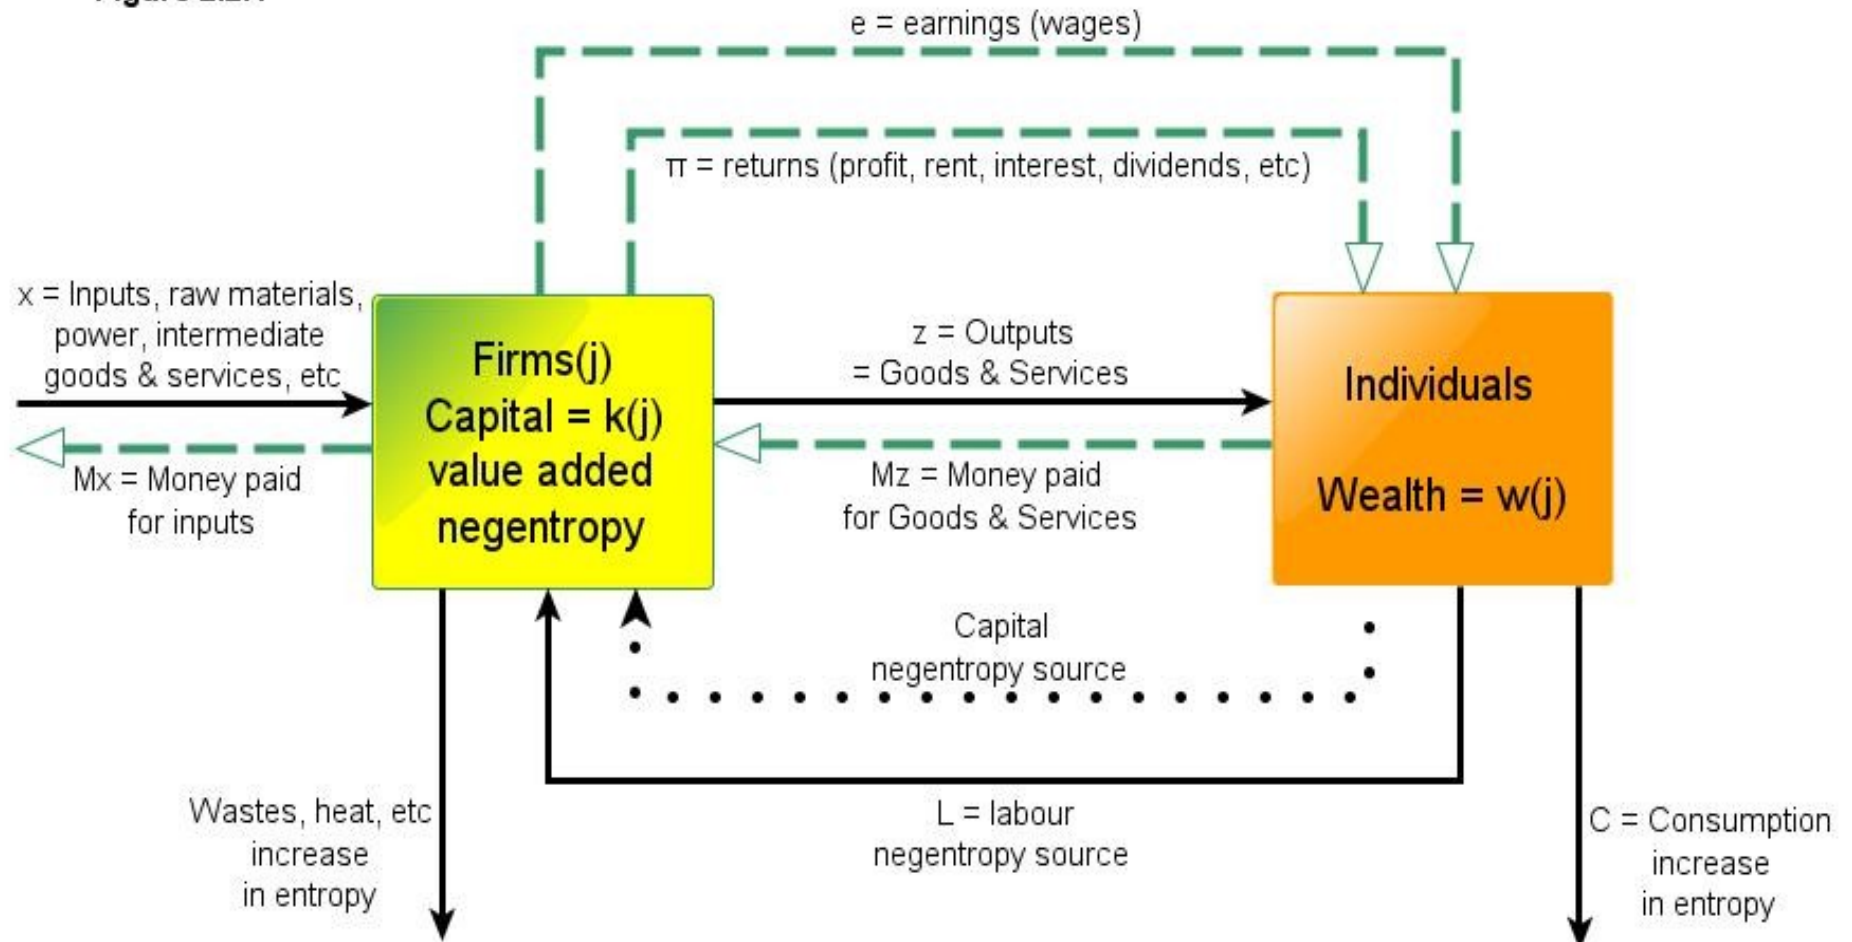 e = earnings (wages)
π = returns (profit, rent, interest, dividends, etc)
x = Inputs, raw materials,
power, intermediate
goods & services, etc
Mx = Money paid
for inputs
Firms(j)
Capital = k(j)
value added
negentropy
z = Outputs
= Goods & Services
Mz = Money paid
for Goods & Services
Individuals
Wealth = w(j)
Capital
negentropy source
L = labour
negentropy source
Wastes, heat, etc
increase
in entropy
C = Consumption
increase
in entropy